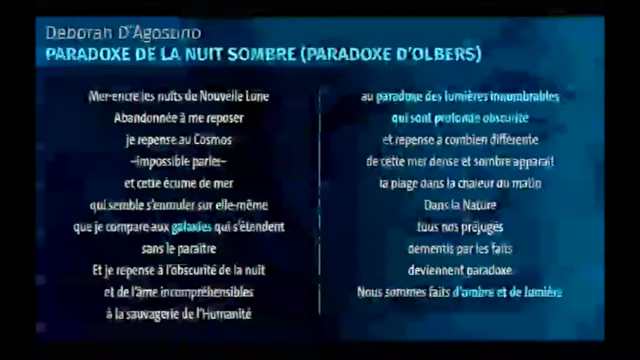 Deborah D'Agostino
PARADOXE DE LA NUIT SOMBRE (PARADOXE D'OLBERS)
Mer-encre les nuits de Nouvelle Lune
Abandonnée à me reposer
je repense au Cosmos
-impossible parler-
et cette écume de mer
qui semble s'enrouler sur elle-même
que je compare aux galaxies qui s'étendent
sans le paraître
Et je repense à l'obscurité de la nuit
et de l'âme incompréhensibles
à la sauvagerie de l'Humanité
au paradoxe des lumières innombrables
qui sont profonde obscurité
et repense a combien différente
de cette mer dense et sombre apparait
la plage dans la chaleur du matin
Dans la Nature
tous nos préjugés
démentis par les faits
deviennent paradoxe
Nous sommes faits d'ombre et de lumière